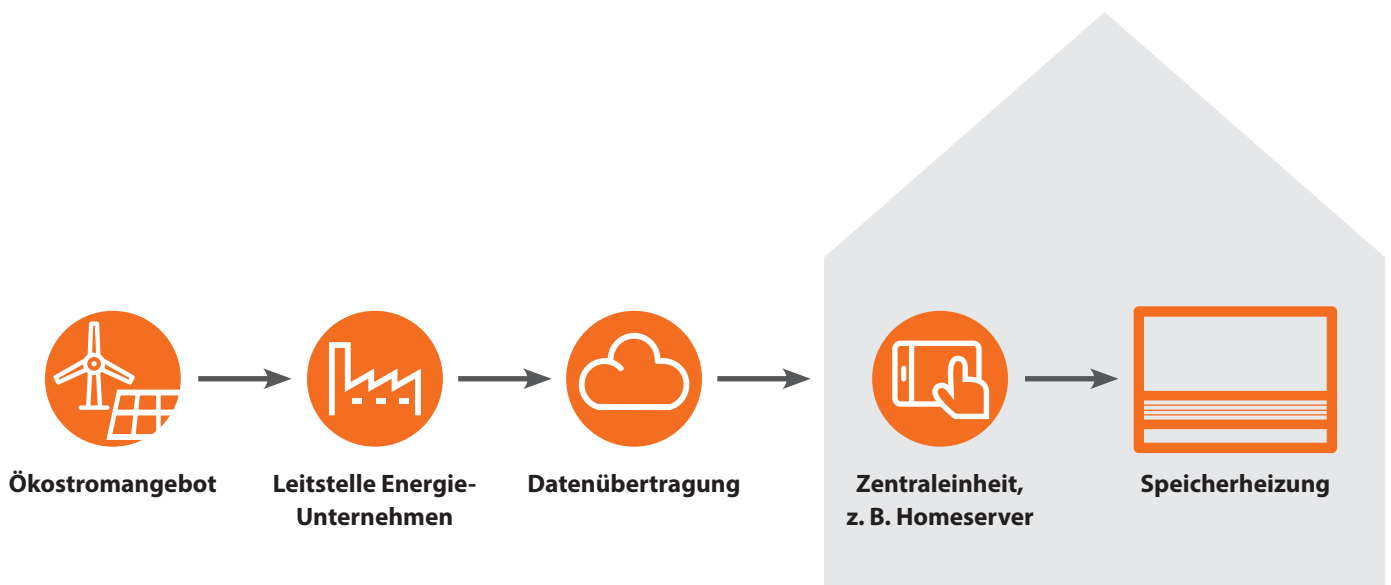 Ökostromangebot
Leitstelle Energie-
Unternehmen
Datenübertragung
Zentraleinheit,
z. B. Homeserver
Speicherheizung